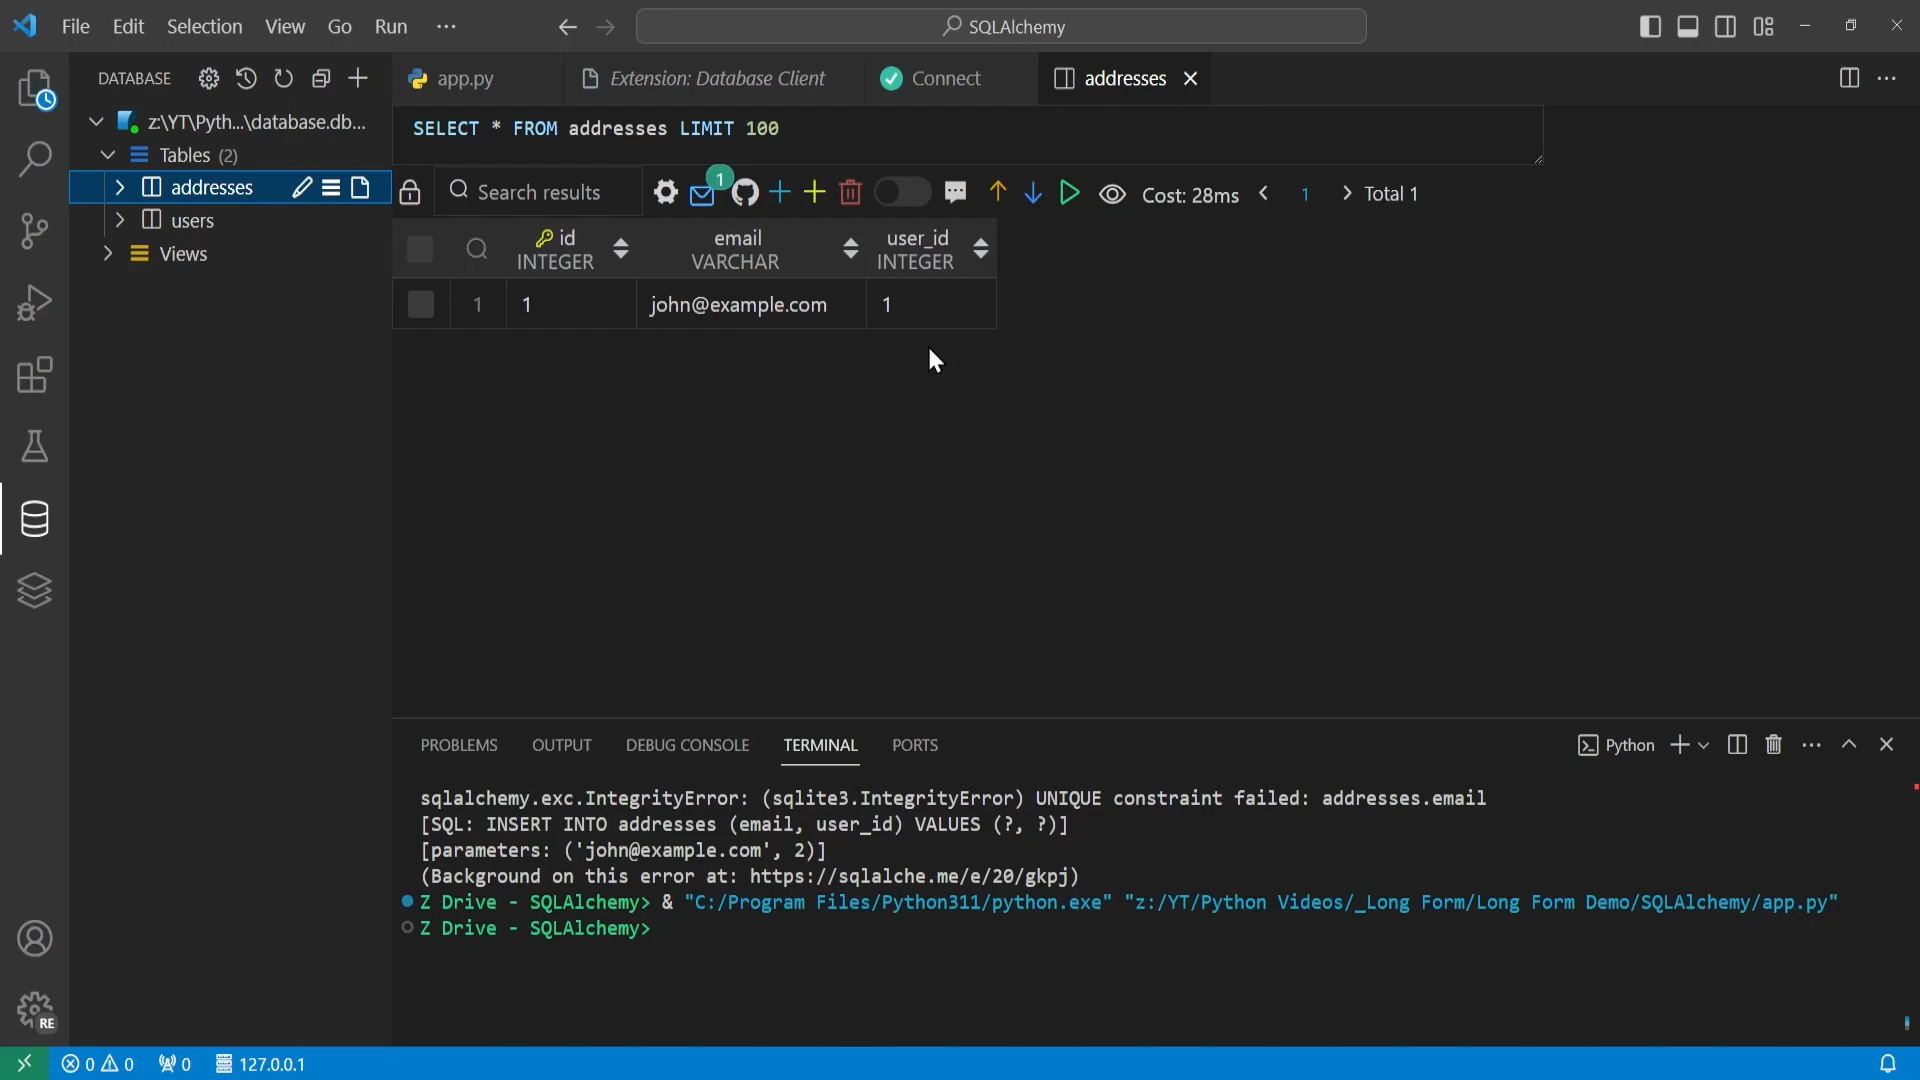 File Edit Selection View Go Run ···
SQLAlchemy
DATABASE
app.py
Extension: Database Client
Connect
addresses
z:\YT\Pyth...\database.db...
Tables (2)
addresses
users
Views
SELECT * FROM addresses LIMIT 100
Search results
1
Cost: 28ms
1
Total 1
id
INTEGER
email
VARCHAR
user_id
INTEGER
1 1 john@example.com 1
PROBLEMS OUTPUT DEBUG CONSOLE TERMINAL PORTS
Python
sqlalchemy.exc.IntegrityError: (sqlite3.IntegrityError) UNIQUE constraint failed: addresses.email
[SQL: INSERT INTO addresses (email, user_id) VALUES (?, ?)]
[parameters: ('john@example.com', 2)]
(Background on this error at: https://sqlalche.me/e/20/gkpj)
Z Drive - SQLAlchemy> & "C:/Program Files/Python311/python.exe" "z:/YT/Python Videos/_Long Form/Long Form Demo/SQLAlchemy/app.py"
Z Drive - SQLAlchemy>
RE
0 0 0 127.0.0.1